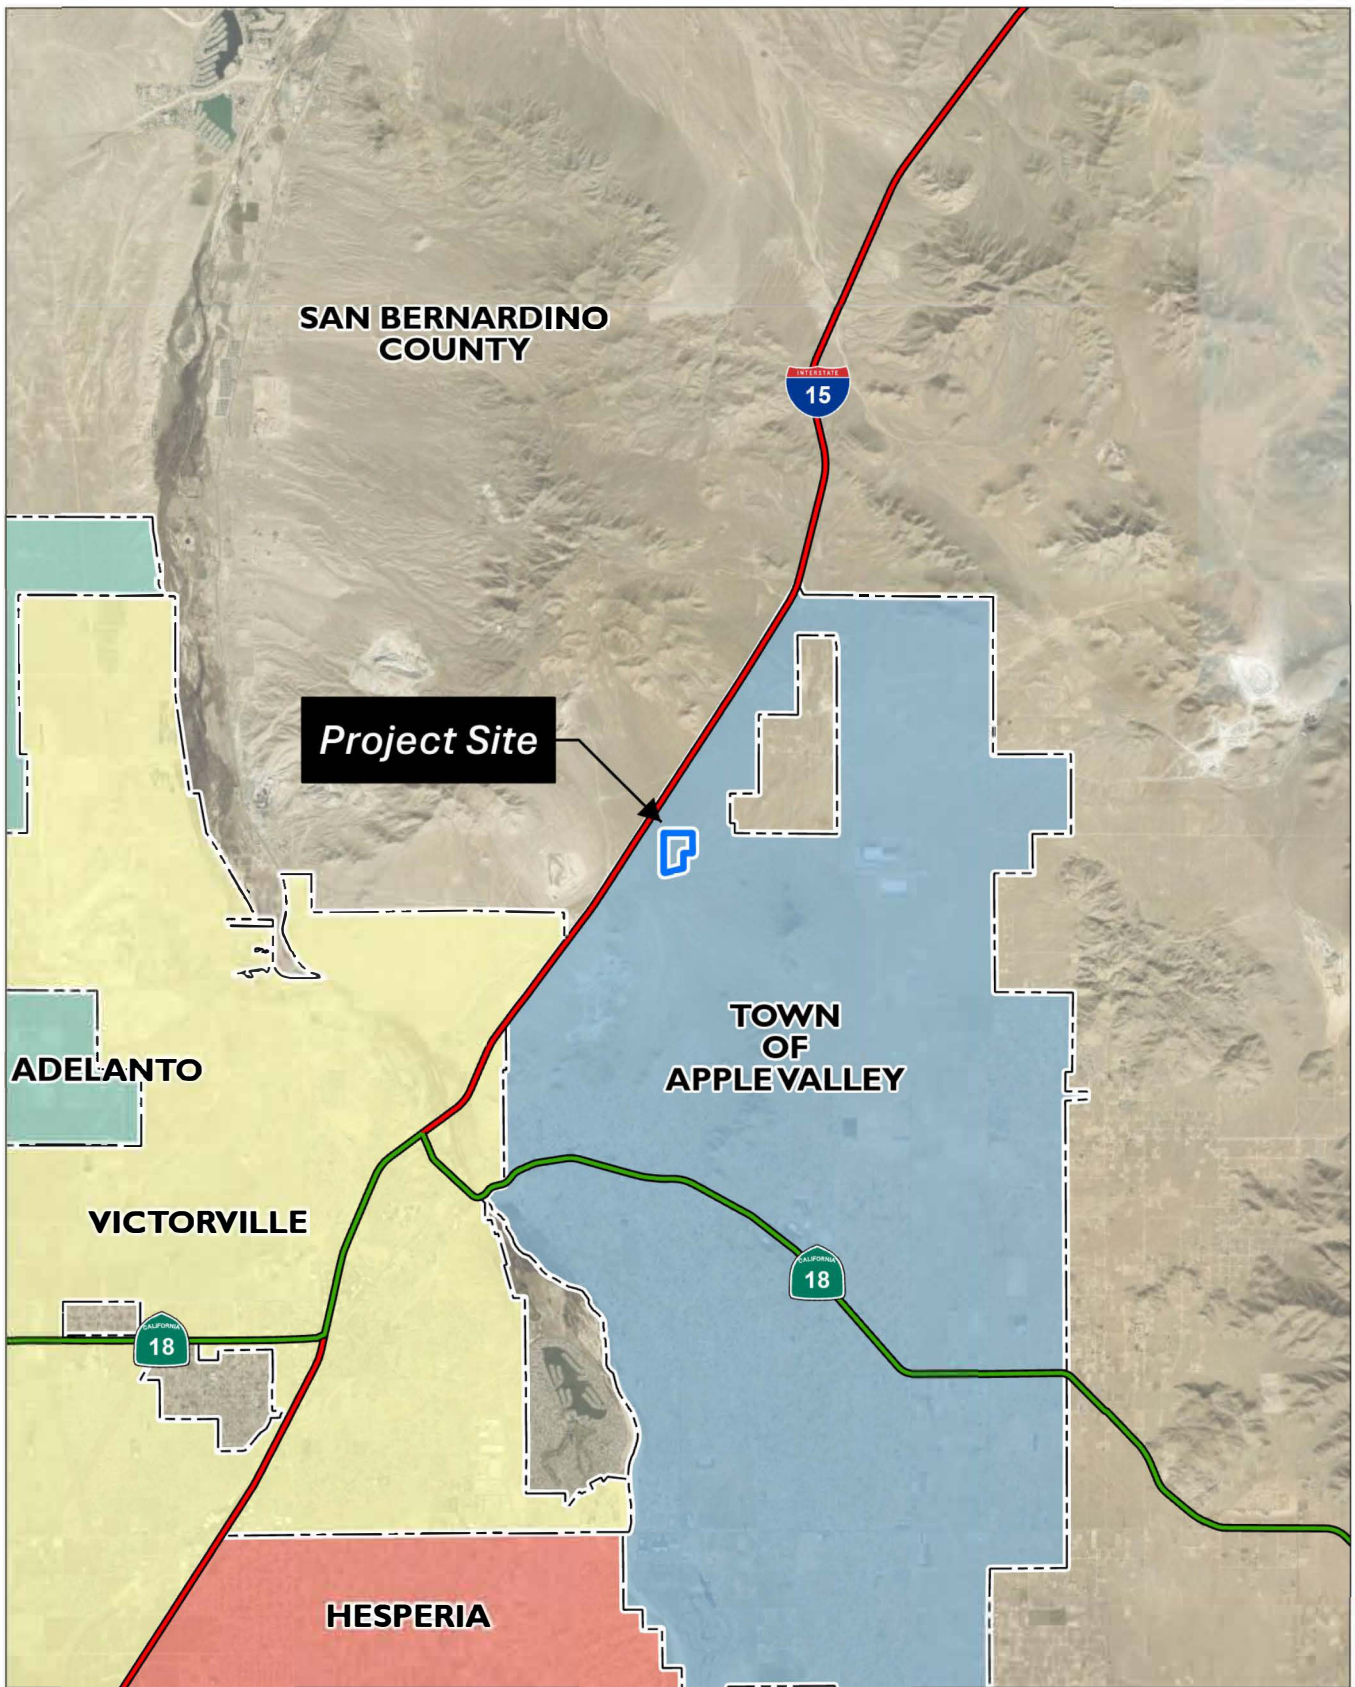 SAN BERNARDINO
COUNTY
INTERSTATE
15
Project Site
TOWN
OF
APPLE VALLEY
ADELANTO
VICTORVILLE
CALIFORNIA
18
CALIFORNIA
18
HESPERIA